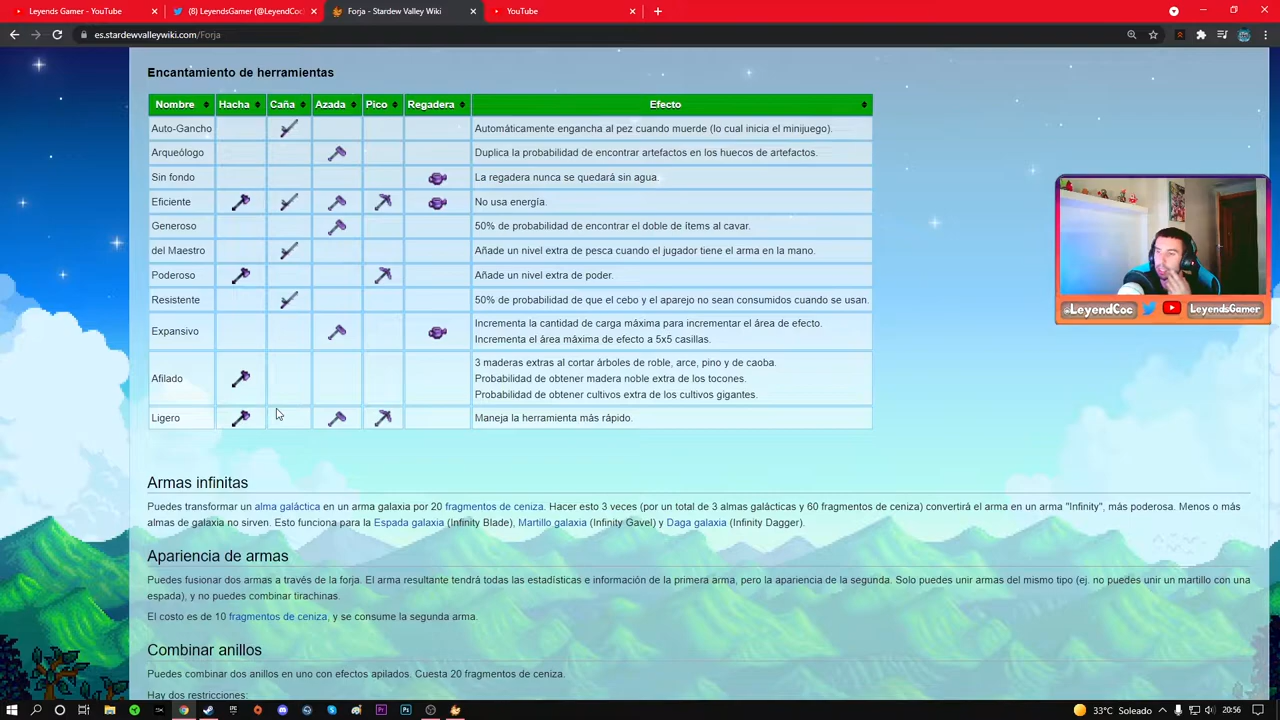 Leyends Gamer - YouTube
(8) LeyendsGamer (@LeyendCoc
Forja - Stardew Valley Wiki
YouTube
es.stardewvalleywiki.com/Forja
Encantamiento de herramientas
Nombre Hacha Caña Azada Pico Regadera Efecto
Auto-Gancho Automáticamente engancha al pez cuando muerde (lo cual inicia el minijuego).
Arqueólogo Duplica la probabilidad de encontrar artefactos en los huecos de artefactos.
Sin fondo La regadera nunca se quedará sin agua.
Eficiente No usa energía.
Generoso 50% de probabilidad de encontrar el doble de ítems al cavar.
del Maestro Añade un nivel extra de pesca cuando el jugador tiene el arma en la mano.
Poderoso Añade un nivel extra de poder.
Resistente 50% de probabilidad de que el cebo y el aparejo no sean consumidos cuando se usan.
Expansivo Incrementa la cantidad de carga máxima para incrementar el área de efecto.
Incrementa el área máxima de efecto a 5x5 casillas.
Afilado 3 maderas extras al cortar árboles de roble, arce, pino y de caoba.
Probabilidad de obtener madera noble extra de los tocones.
Probabilidad de obtener cultivos extra de los cultivos gigantes.
Ligero Maneja la herramienta más rápido.
@LeyendCoc LeyendsGamer
Armas infinitas
Puedes transformar un alma galáctica en un arma galaxia por 20 fragmentos de ceniza. Hacer esto 3 veces (por un total de 3 almas galácticas y 60 fragmentos de ceniza) convertirá el arma en un arma "Infinity", más poderosa. Menos o más
almas de galaxia no sirven. Esto funciona para la Espada galaxia (Infinity Blade), Martillo galaxia (Infinity Gavel) y Daga galaxia (Infinity Dagger).
Apariencia de armas
Puedes fusionar dos armas a través de la forja. El arma resultante tendrá todas las estadísticas e información de la primera arma, pero la apariencia de la segunda. Solo puedes unir armas del mismo tipo (ej. no puedes unir un martillo con una
espada), y no puedes combinar tirachinas.
El costo es de 10 fragmentos de ceniza, y se consume la segunda arma.
Combinar anillos
Puedes combinar dos anillos en uno con efectos apilados. Cuesta 20 fragmentos de ceniza.
Hay dos restricciones:
33°C Soleado 20:56